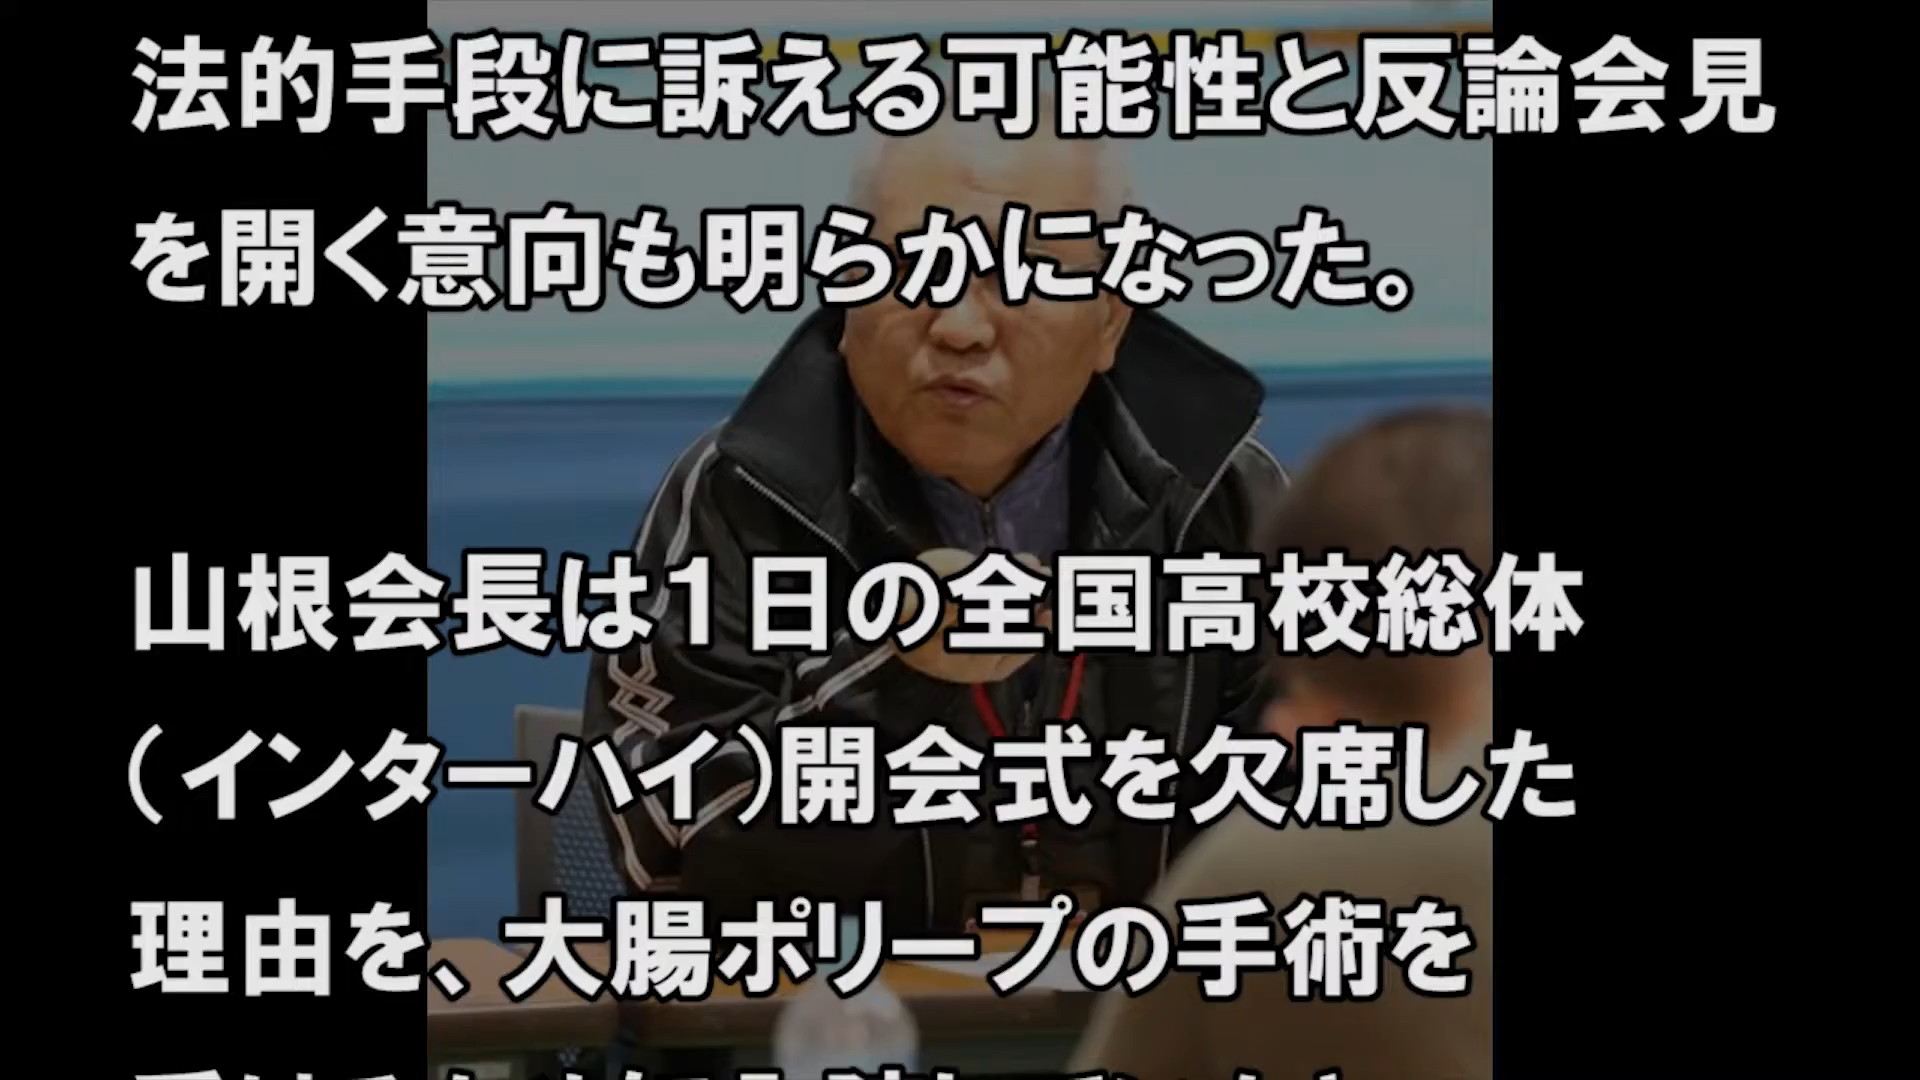 法的手段に訴える可能性と反論会見
を開く意向も明らかになった。
山根会長は１日の全国高校総体
（インターハイ）開会式を欠席した
理由を、大腸ポリープの手術を